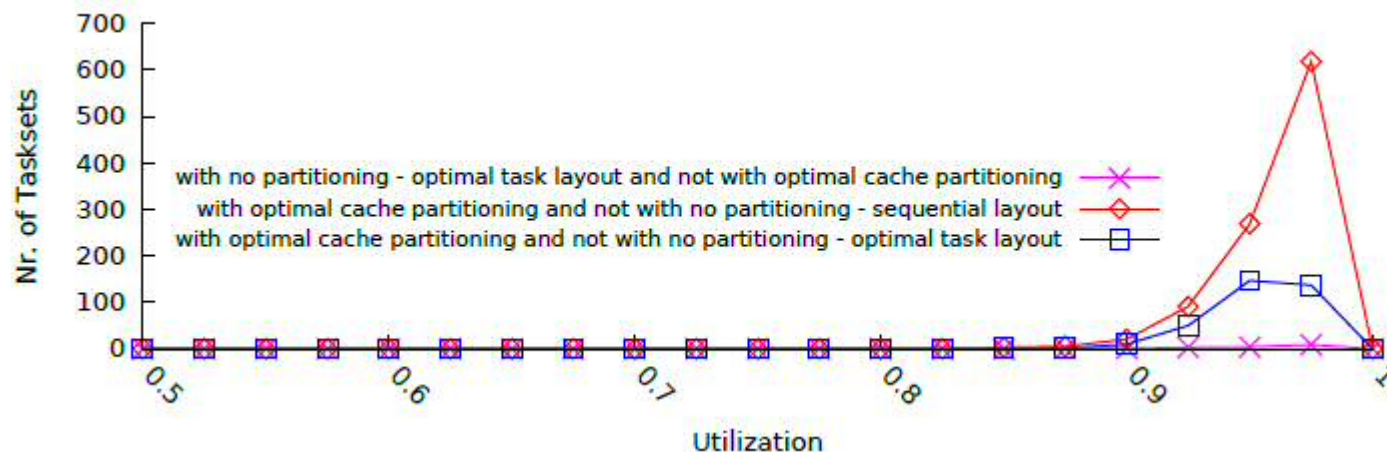 700
600
500
400
300
200
100
0
Nr. of Tasksets
with no partitioning - optimal task layout and not with optimal cache partitioning
with optimal cache partitioning and not with no partitioning - sequential layout
with optimal cache partitioning and not with no partitioning - optimal task layout
0.5
0.6
0.7
0.8
0.9
1
Utilization